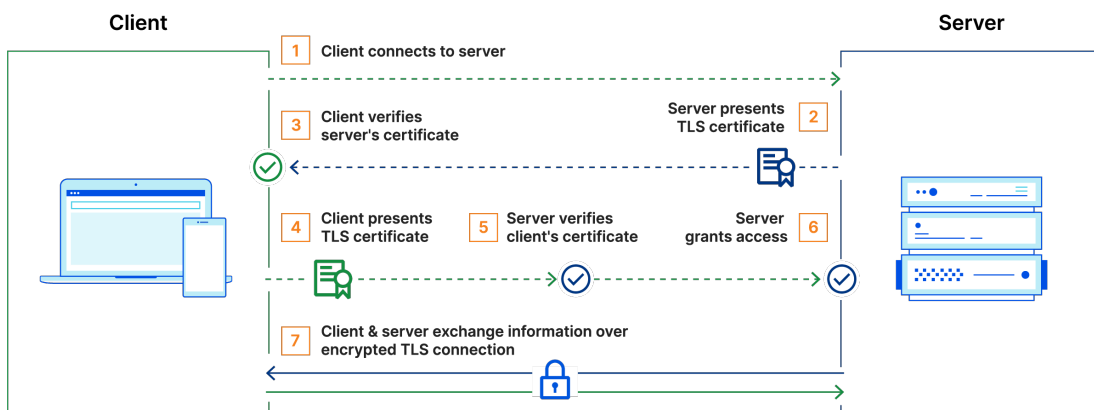 Client
Server
1
Client connects to server
Server presents
TLS certificate
2
3
Client verifies
server's certificate
4
Client presents
TLS certificate
5
Server verifies
client's certificate
Server
grants access
6
7
Client & server exchange information over
encrypted TLS connection